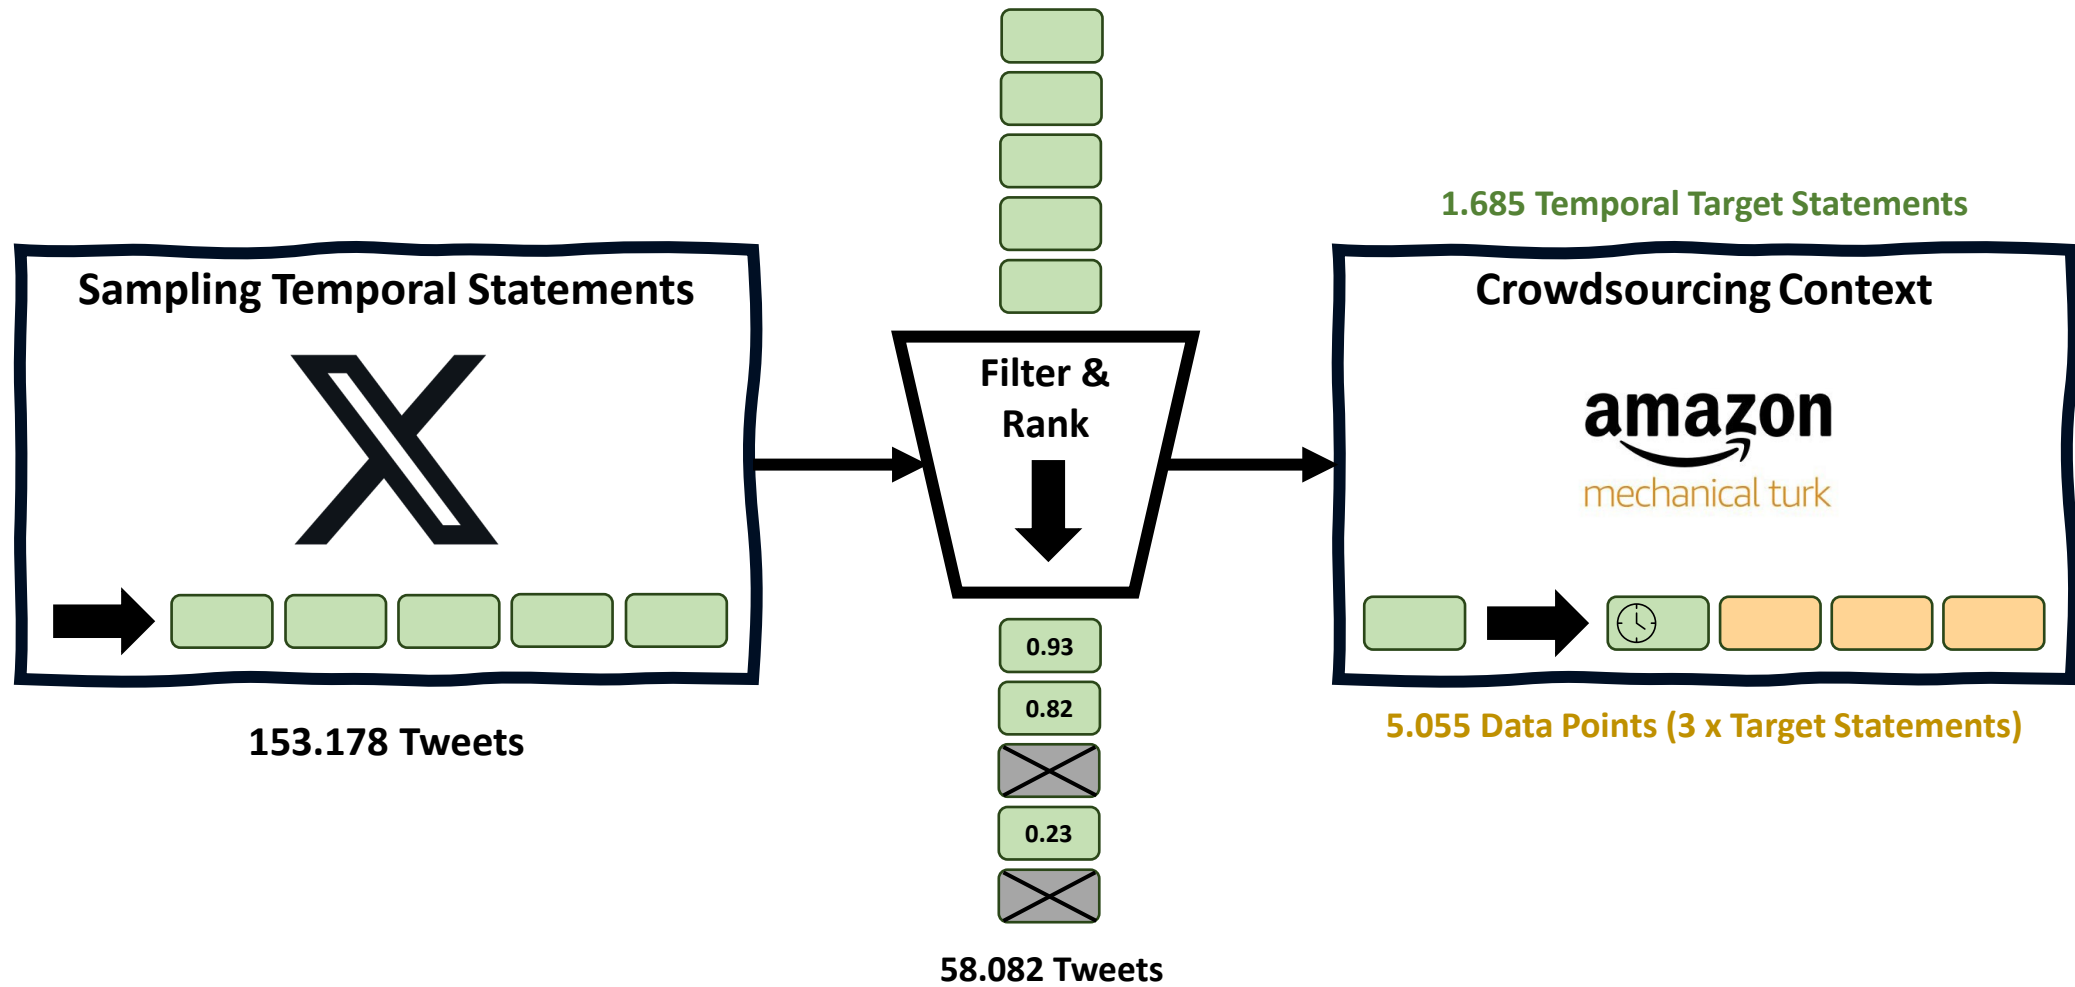 Sampling Temporal Statements
153.178 Tweets
Filter &
Rank
0.93
0.82
0.23
58.082 Tweets
1.685 Temporal Target Statements
Crowdsourcing Context
amazon
mechanical turk
5.055 Data Points (3 x Target Statements)